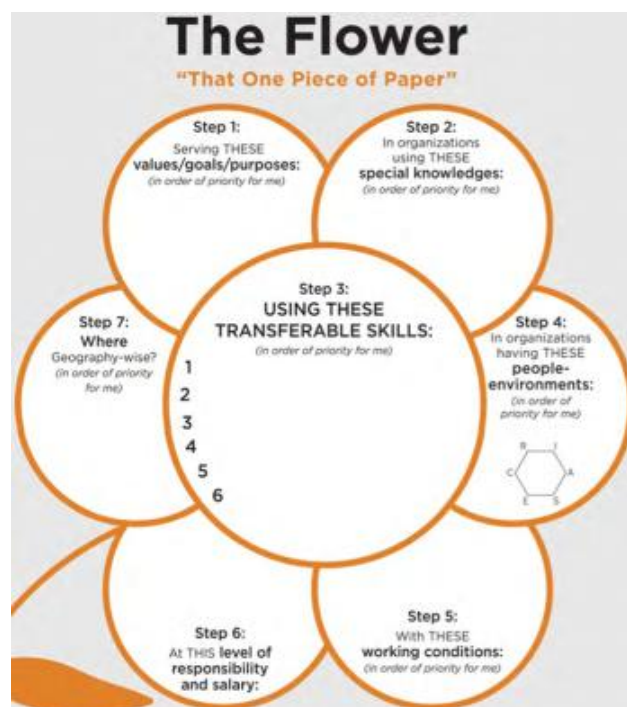 The Flower
"That One Piece of Paper"
Step 1:
Serving THESE
values/goals/purposes:
(in order of priority for me)
Step 2:
In organizations
using THESE
special knowledges:
(in order of priority for me)
Step 3:
USING THESE
TRANSFERABLE SKILLS:
(in order of priority for me)
1
2
3
4
5
6
Step 4:
In organizations
having THESE
people-
environments:
(in order of
priority for me)
R I
C A
E S
Step 5:
With THESE
working conditions:
(in order of priority for me)
Step 6:
At THIS level of
responsibility
and salary:
Step 7:
Where
Geography-wise?
(in order of priority
for me)